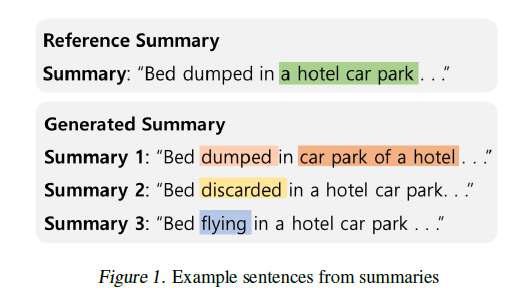 Reference Summary
Summary: “Bed dumped in a hotel car park . . .”
Generated Summary
Summary 1: “Bed dumped in car park of a hotel . . .”
Summary 2: “Bed discarded in a hotel car park. . .”
Summary 3: “Bed flying in a hotel car park . . .”
Figure 1. Example sentences from summaries